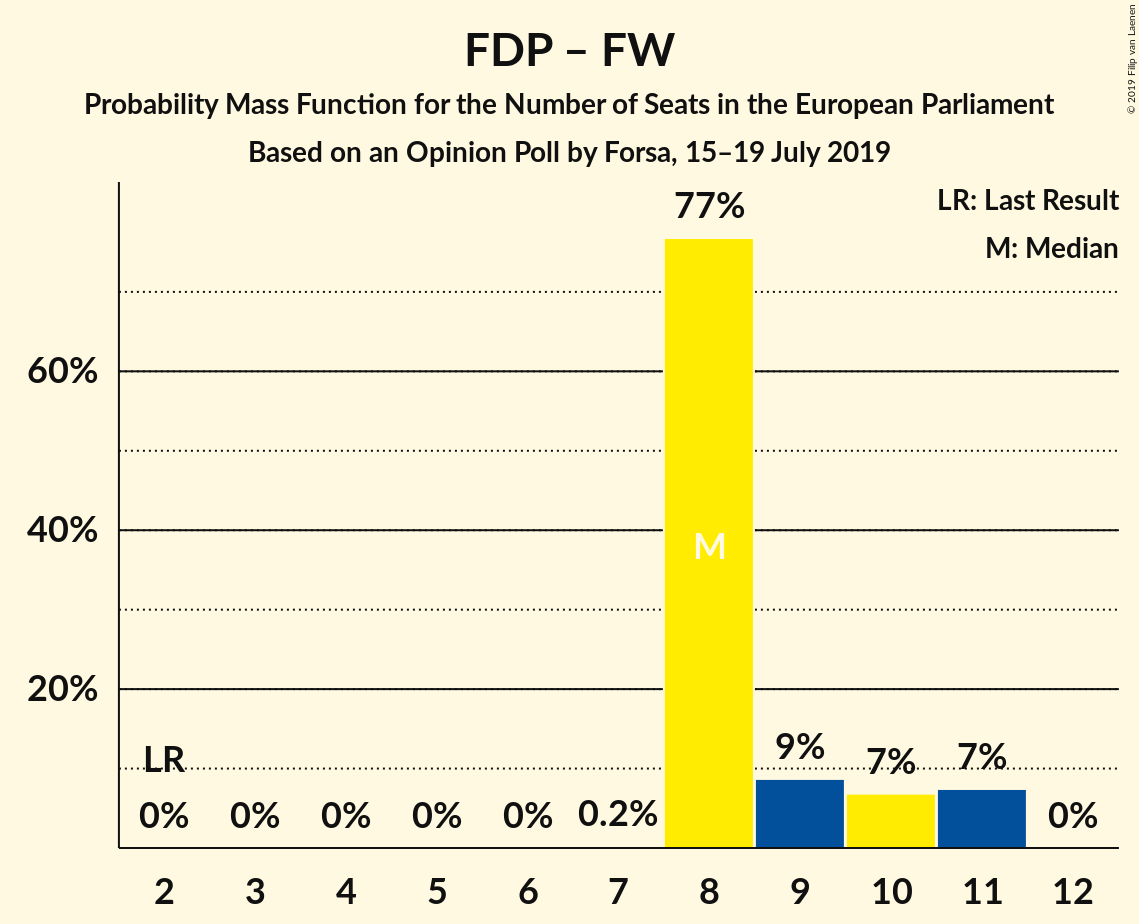 FDP – FW
Probability Mass Function for the Number of Seats in the European Parliament
Based on an Opinion Poll by Forsa, 15–19 July 2019
© 2019 Filip van Laenen
LR: Last Result
M: Median
77%
60%
40%
20%
M
LR
9%
7%
7%
0%
0%
0%
0%
0%
0.2%
0%
2 3 4 5 6 7 8 9 10 11 12